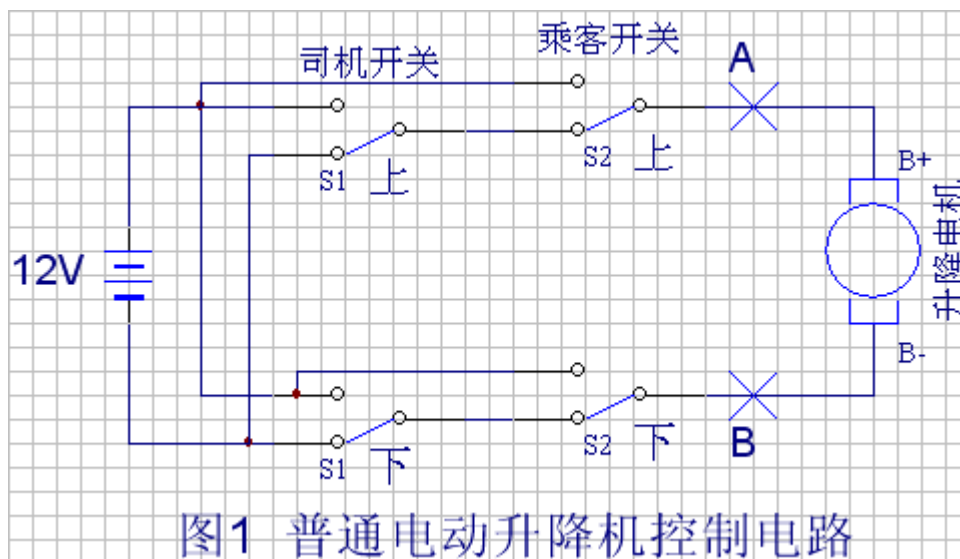 乘客开关
司机开关
A
S1 上
S2 上
B+
12V
升降电机
B-
S1 下
S2 下
B
图1 普通电动升降机控制电路